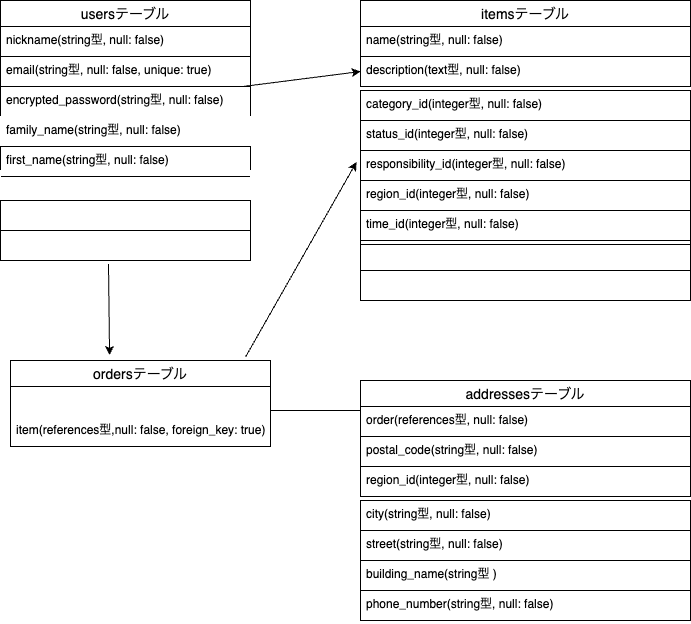 usersテーブル
nickname(string型, null: false)
email(string型, null: false, unique: true)
encrypted_password(string型, null: false)
family_name(string型, null: false)
first_name(string型, null: false)
itemsテーブル
name(string型, null: false)
description(text型, null: false)
category_id(integer型, null: false)
status_id(integer型, null: false)
responsibility_id(integer型, null: false)
region_id(integer型, null: false)
time_id(integer型, null: false)
ordersテーブル
item(references型,null: false, foreign_key: true)
addressesテーブル
order(references型, null: false)
postal_code(string型, null: false)
region_id(integer型, null: false)
city(string型, null: false)
street(string型, null: false)
building_name(string型 )
phone_number(string型, null: false)